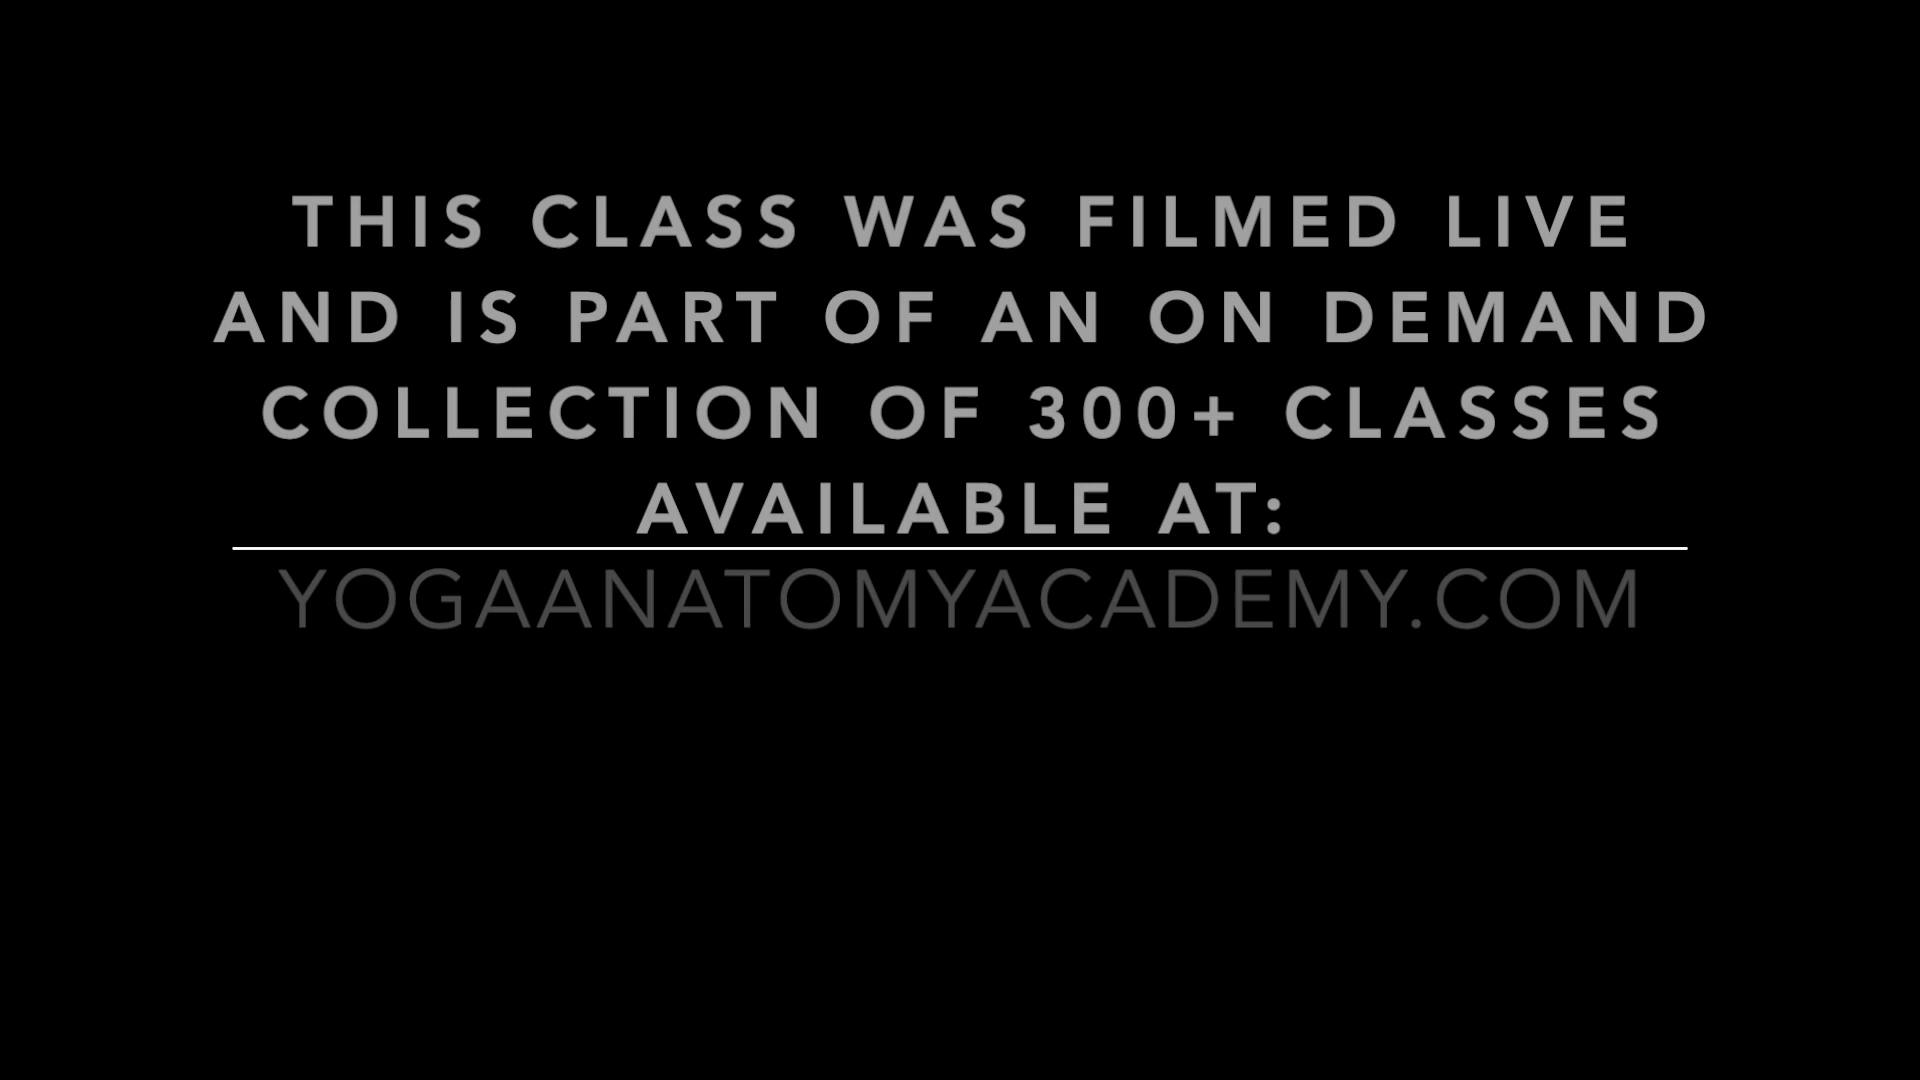 THIS CLASS WAS FILMED LIVE
AND IS PART OF AN ON DEMAND
COLLECTION OF 300+ CLASSES
AVAILABLE AT:
YOGAANATOMYACADEMY.COM